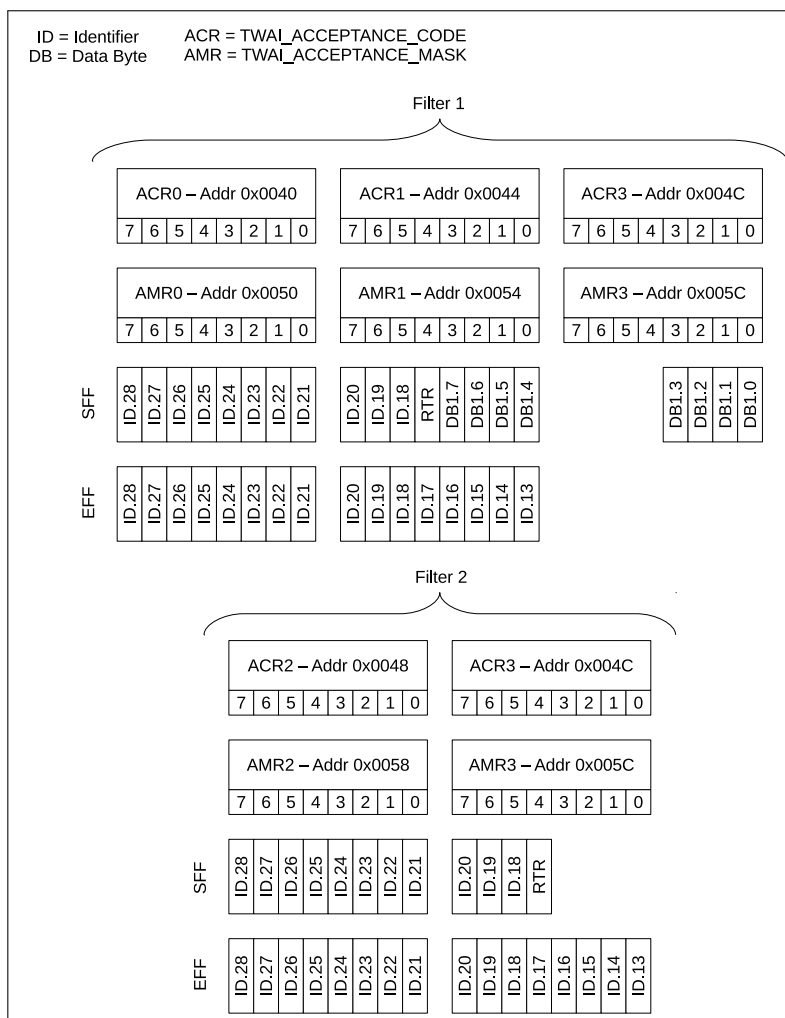 ID = Identifier ACR = TWAI_ACCEPTANCE_CODE
DB = Data Byte AMR = TWAI_ACCEPTANCE_MASK
Filter 1
ACR0 – Addr 0x0040 ACR1 – Addr 0x0044 ACR3 – Addr 0x004C
7 6 5 4 3 2 1 0 7 6 5 4 3 2 1 0 7 6 5 4 3 2 1 0
AMR0 – Addr 0x0050 AMR1 – Addr 0x0054 AMR3 – Addr 0x005C
7 6 5 4 3 2 1 0 7 6 5 4 3 2 1 0 7 6 5 4 3 2 1 0
SFF ID.28 ID.27 ID.26 ID.25 ID.24 ID.23 ID.22 ID.21 ID.20 ID.19 ID.18 RTR DB1.7 DB1.6 DB1.5 DB1.4 DB1.3 DB1.2 DB1.1 DB1.0
EFF ID.28 ID.27 ID.26 ID.25 ID.24 ID.23 ID.22 ID.21 ID.20 ID.19 ID.18 ID.17 ID.16 ID.15 ID.14 ID.13
Filter 2
ACR2 – Addr 0x0048 ACR3 – Addr 0x004C
7 6 5 4 3 2 1 0 7 6 5 4 3 2 1 0
AMR2 – Addr 0x0058 AMR3 – Addr 0x005C
7 6 5 4 3 2 1 0 7 6 5 4 3 2 1 0
SFF ID.28 ID.27 ID.26 ID.25 ID.24 ID.23 ID.22 ID.21 ID.20 ID.19 ID.18 RTR
EFF ID.28 ID.27 ID.26 ID.25 ID.24 ID.23 ID.22 ID.21 ID.20 ID.19 ID.18 ID.17 ID.16 ID.15 ID.14 ID.13